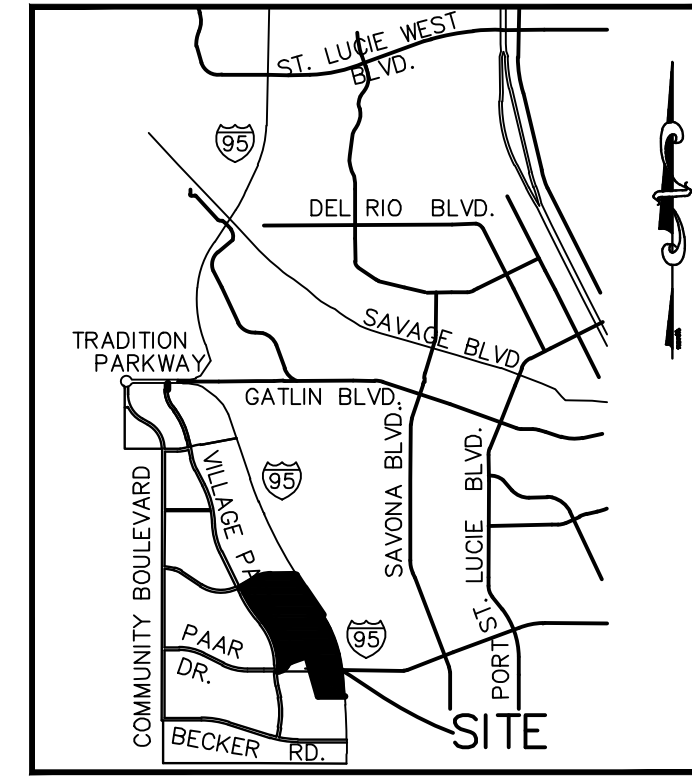 ST. LUCIE WEST
BLVD.
95
DEL RIO BLVD.
SAVAGE BLVD
TRADITION
PARKWAY
GATLIN BLVD.
VILLAGE PA
95
SAVONA BLVD.
PORT ST. LUCIE BLVD.
COMMUNITY BOULEVARD
95
PAAR
DR.
BECKER RD.
SITE